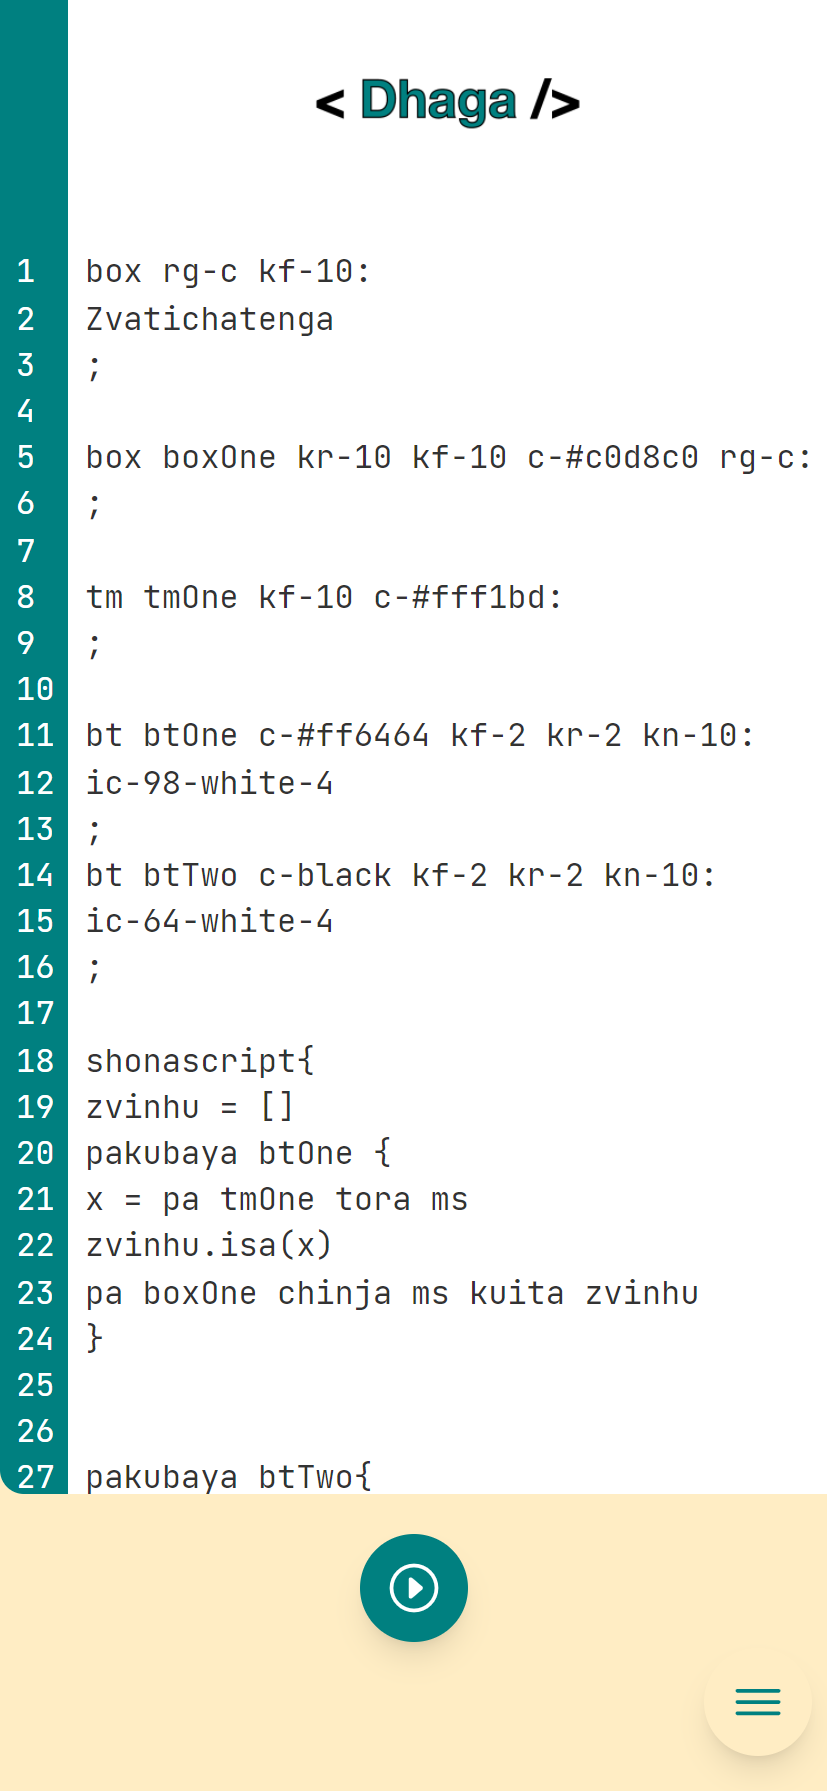 < Dhaga />
1 box rg-c kf-10:
2 Zvatichatenga
3 ;
4
5 box boxOne kr-10 kf-10 c-#c0d8c0 rg-c:
6 ;
7
8 tm tmOne kf-10 c-#fff1bd:
9 ;
10
11 bt btOne c-#ff6464 kf-2 kr-2 kn-10:
12 ic-98-white-4
13 ;
14 bt btTwo c-black kf-2 kr-2 kn-10:
15 ic-64-white-4
16 ;
17
18 shonascript{
19 zvinhu = []
20 pakubaya btOne {
21 x = pa tmOne tora ms
22 zvinhu.isa(x)
23 pa boxOne chinja ms kuita zvinhu
24 }
25
26
27 pakubaya btTwo{